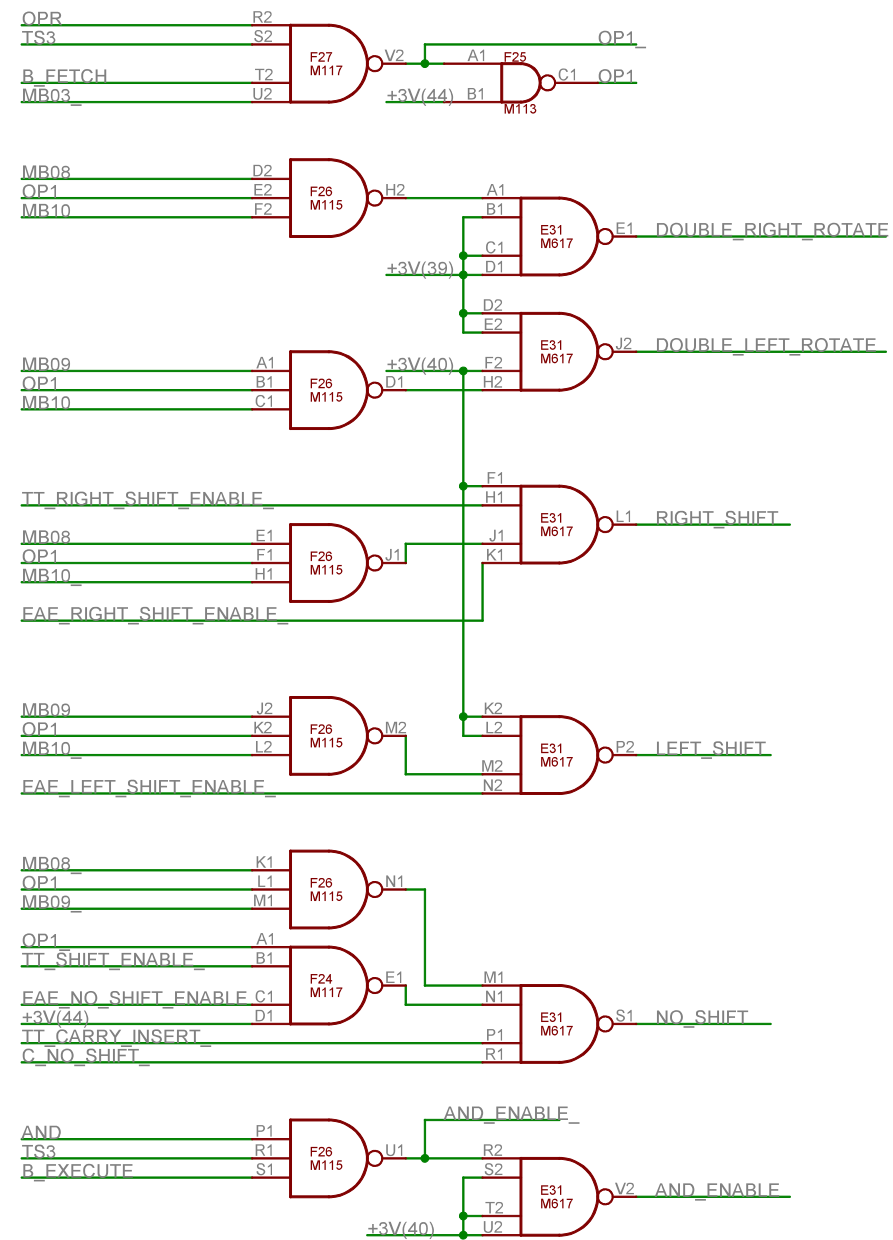 OPR R2
TS3 S2 F27 M117 V2 OP1_
A1 F25
B_FETCH T2 C1 OP1
MB03_ U2 +3V(44) B1 M113
MB08 D2
OP1 E2 F26 M115 H2 A1
MB10 F2 B1
E31 M617 E1 DOUBLE_RIGHT_ROTATE
C1
+3V(39) D1
D2
E2
E31 M617 J2 DOUBLE_LEFT_ROTATE
MB09 A1 +3V(40) F2
OP1 B1 F26 M115 D1 H2
MB10 C1
F1
TT_RIGHT_SHIFT_ENABLE_ H1
E31 M617 L1 RIGHT_SHIFT
MB08 E1 J1
OP1 F1 F26 M115 J1 K1
MB10_ H1
EAE_RIGHT_SHIFT_ENABLE_
MB09 J2 K2
OP1 K2 F26 M115 M2 L2
MB10_ L2 E31 M617 P2 LEFT_SHIFT
M2
EAE_LEFT_SHIFT_ENABLE_ N2
MB08_ K1
OP1 L1 F26 M115 N1
MB09_ M1
OP1_ A1
TT_SHIFT_ENABLE_ B1
F24 M117 E1 M1
EAE_NO_SHIFT_ENABLE C1 N1
+3V(44) D1 E31 M617 S1 NO_SHIFT
TT_CARRY_INSERT_ P1
C_NO_SHIFT_ R1
AND_ENABLE_
AND P1
TS3 R1 F26 M115 U1 R2
B_EXECUTE S1 S2
E31 M617 V2 AND_ENABLE
T2
+3V(40) U2